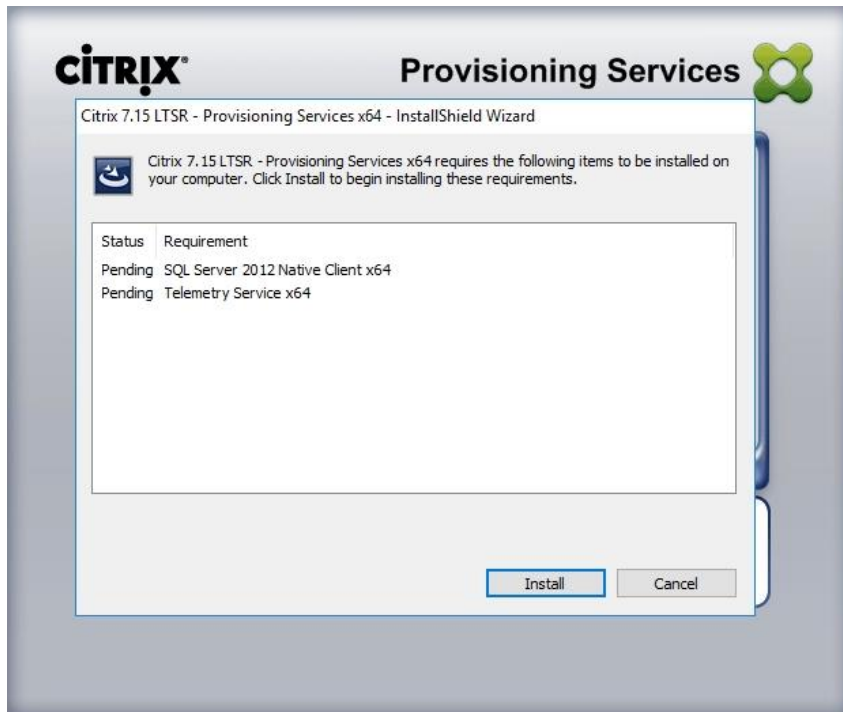 CİTRIX®
Provisioning Services
Citrix 7.15 LTSR - Provisioning Services x64 - InstallShield Wizard
Citrix 7.15 LTSR - Provisioning Services x64 requires the following items to be installed on
your computer. Click Install to begin installing these requirements.
Status Requirement
Pending SQL Server 2012 Native Client x64
Pending Telemetry Service x64
Install Cancel